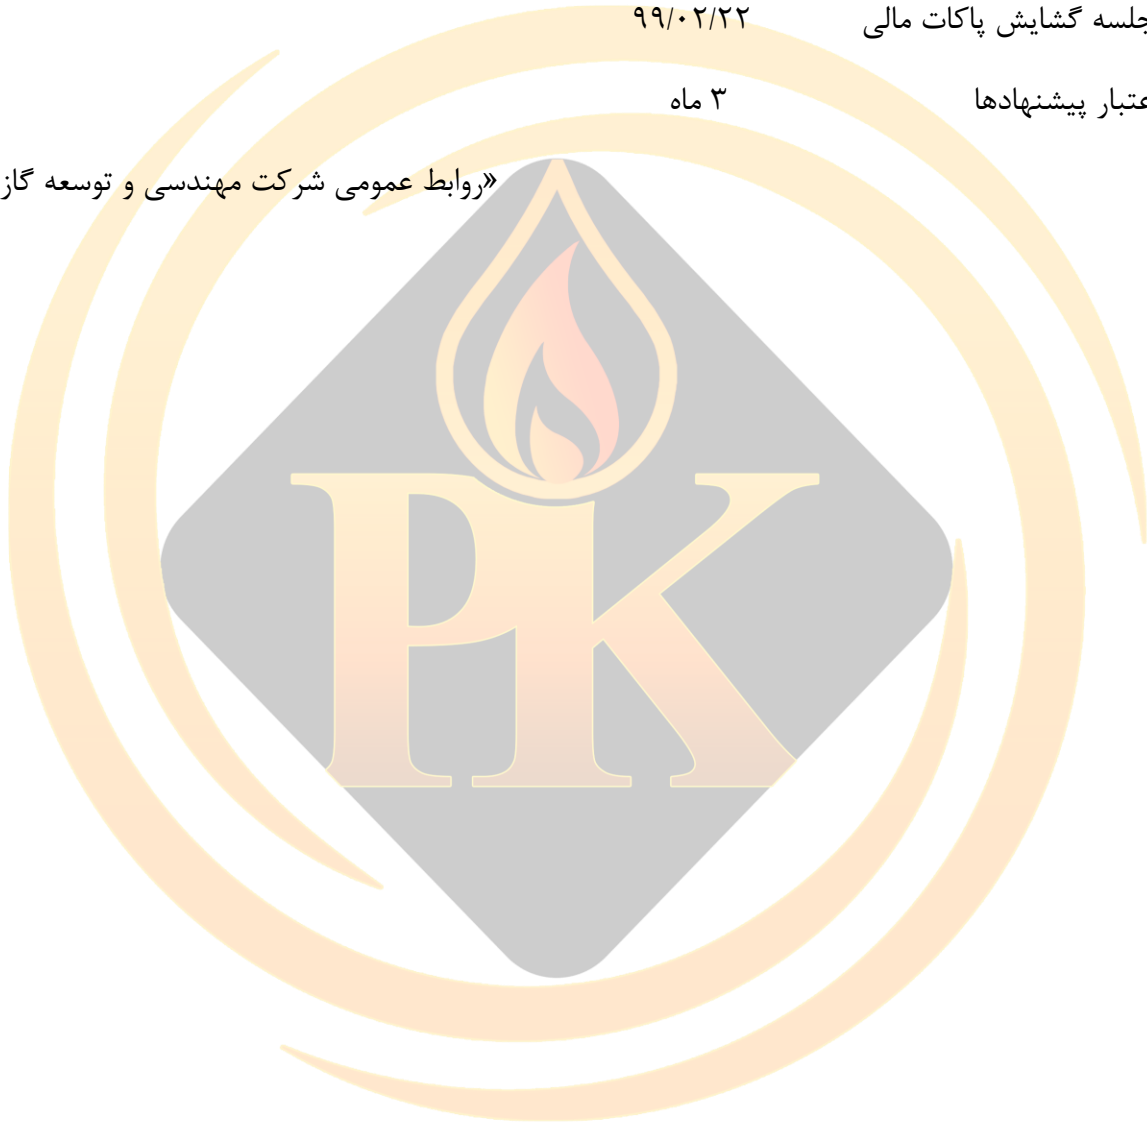 جلسه گشایش پاکات مالی ۹۹/۰۲/۲۲
عتبار پیشنهادها ۳ ماه
«روابط عمومی شرکت مهندسی و توسعه گاز
PK